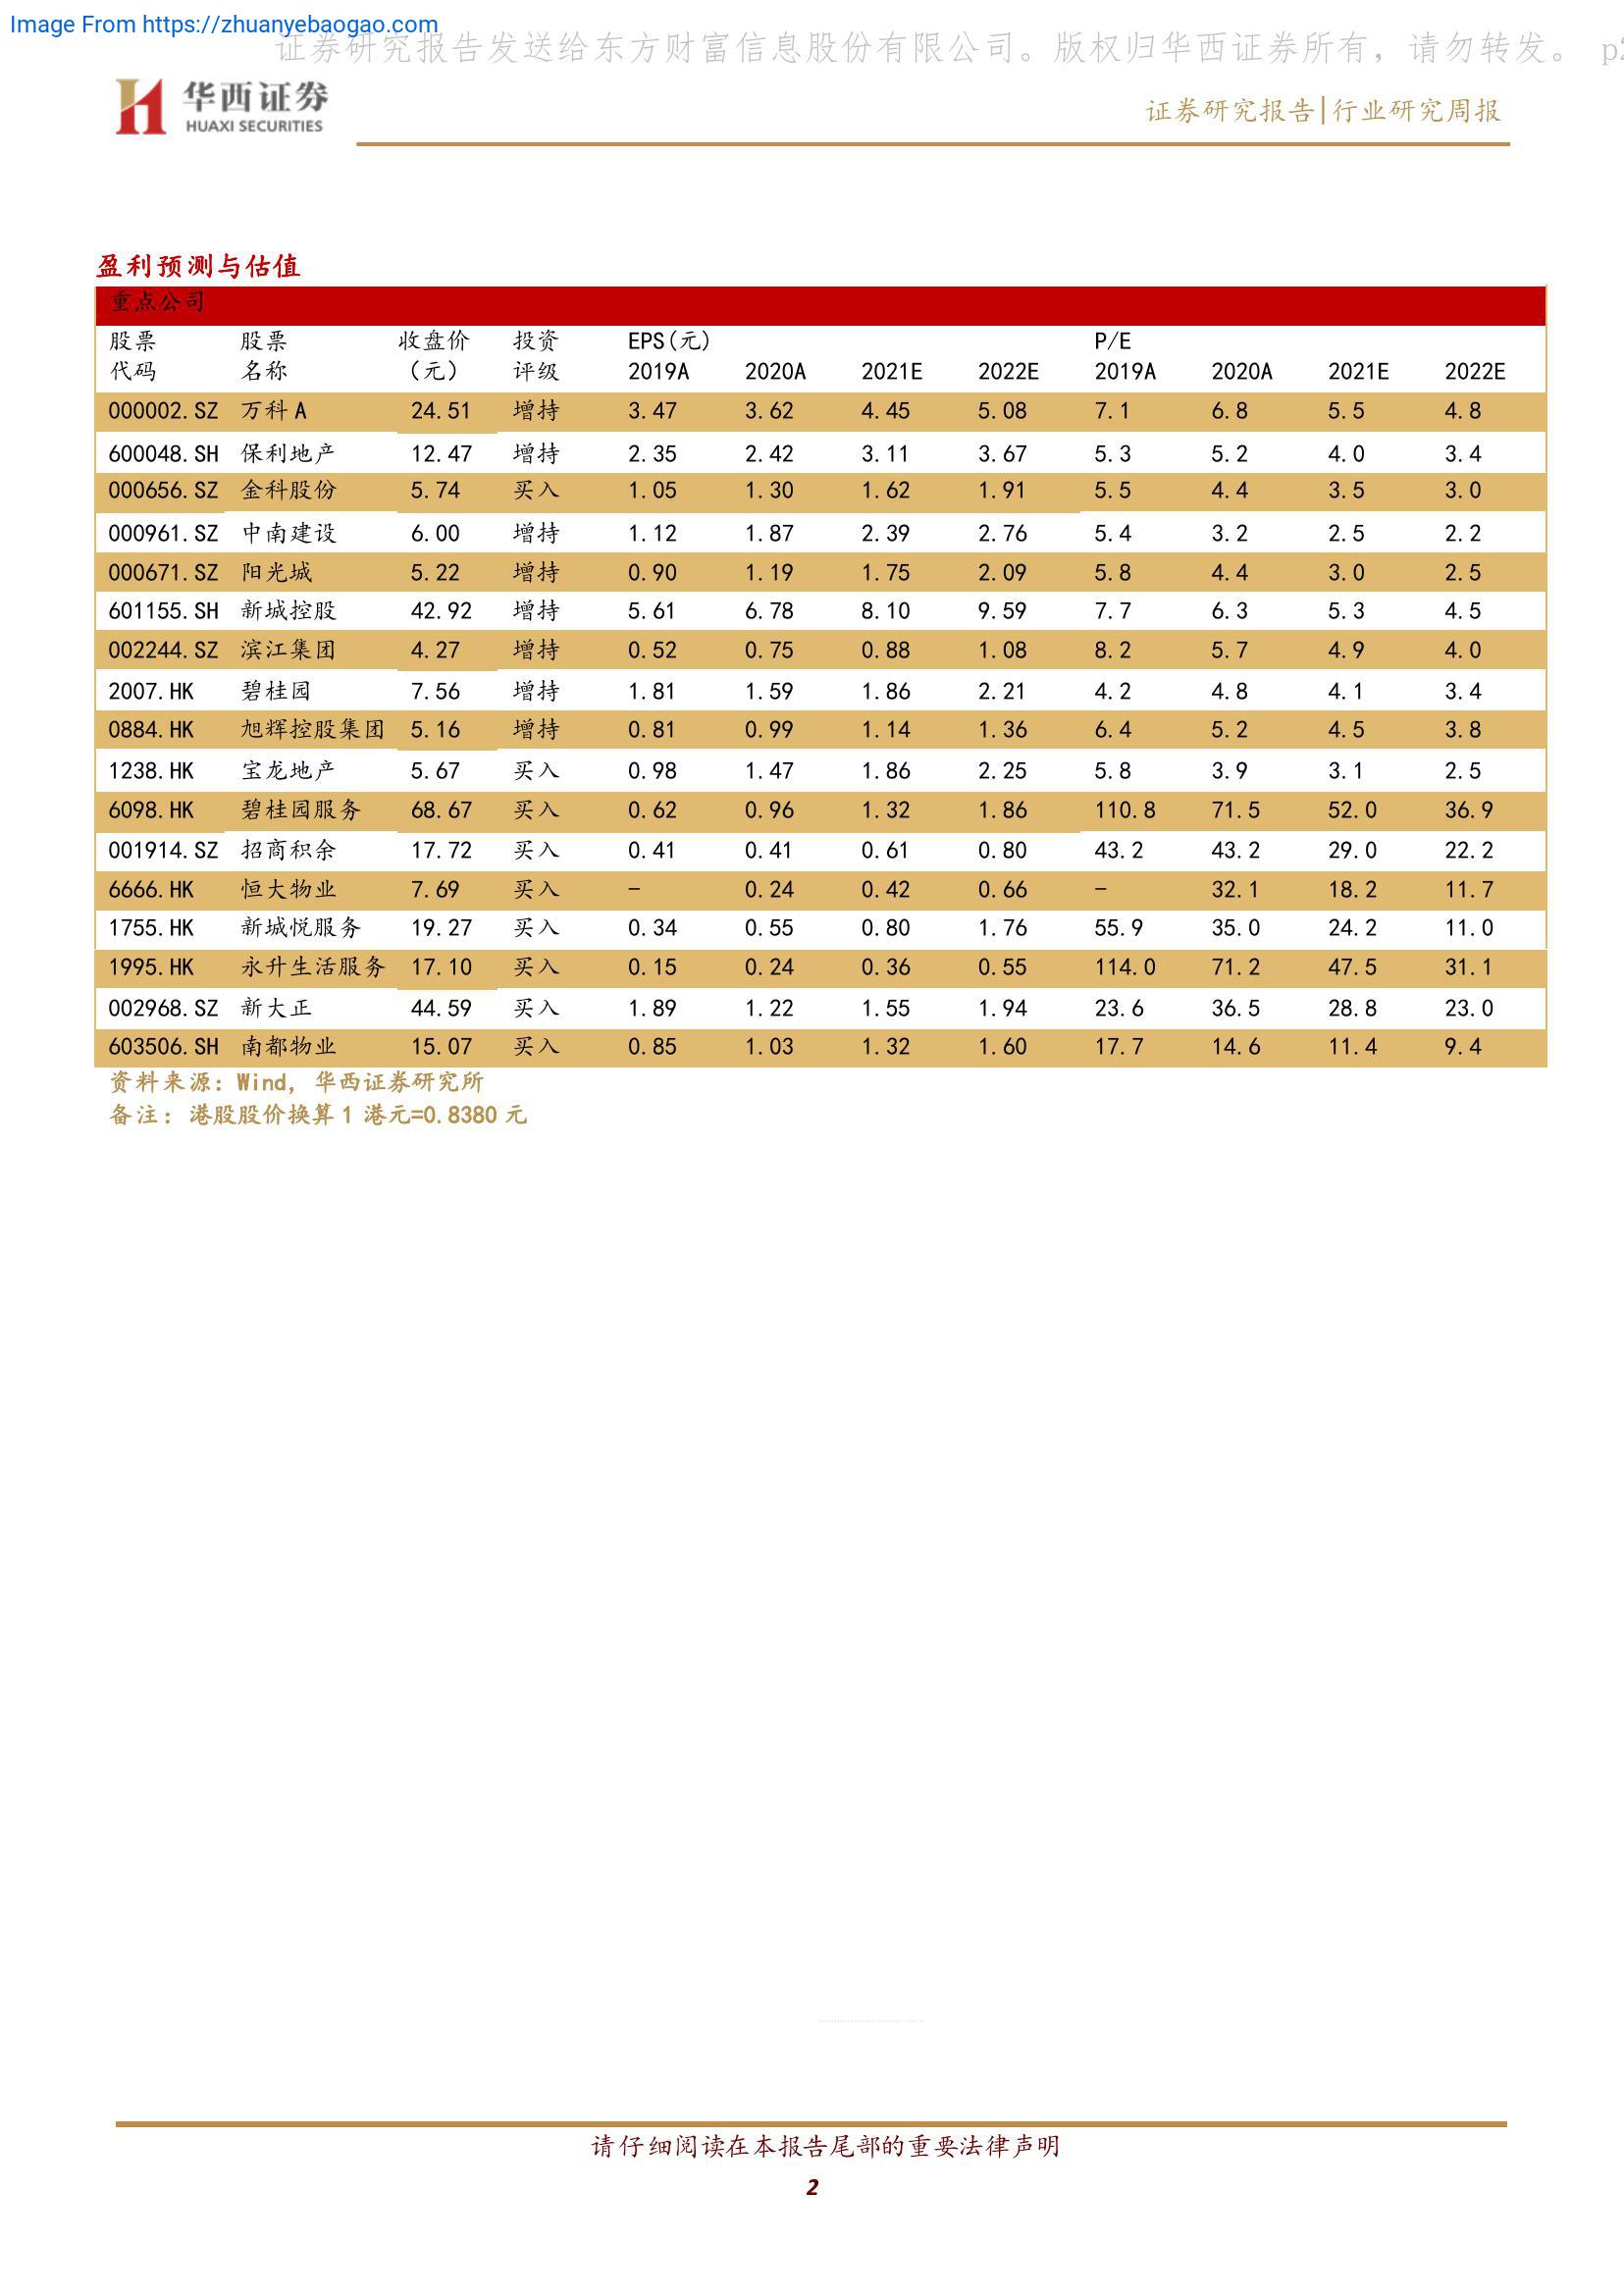 Image From https://zhuanyebaogao.com
证券研究报告发送给东方财富信息股份有限公司。版权归华西证券所有，请勿转发。 p2
华西证券
HUAXI SECURITIES
证券研究报告|行业研究周报
盈利预测与估值
重点公司
股票 股票 收盘价 投资 EPS(元) P/E
代码 名称 （元） 评级 2019A 2020A 2021E 2022E 2019A 2020A 2021E 2022E
000002.SZ 万科A 24.51 增持 3.47 3.62 4.45 5.08 7.1 6.8 5.5 4.8
600048.SH 保利地产 12.47 增持 2.35 2.42 3.11 3.67 5.3 5.2 4.0 3.4
000656.SZ 金科股份 5.74 买入 1.05 1.30 1.62 1.91 5.5 4.4 3.5 3.0
000961.SZ 中南建设 6.00 增持 1.12 1.87 2.39 2.76 5.4 3.2 2.5 2.2
000671.SZ 阳光城 5.22 增持 0.90 1.19 1.75 2.09 5.8 4.4 3.0 2.5
601155.SH 新城控股 42.92 增持 5.61 6.78 8.10 9.59 7.7 6.3 5.3 4.5
002244.SZ 滨江集团 4.27 增持 0.52 0.75 0.88 1.08 8.2 5.7 4.9 4.0
2007.HK 碧桂园 7.56 增持 1.81 1.59 1.86 2.21 4.2 4.8 4.1 3.4
0884.HK 旭辉控股集团 5.16 增持 0.81 0.99 1.14 1.36 6.4 5.2 4.5 3.8
1238.HK 宝龙地产 5.67 买入 0.98 1.47 1.86 2.25 5.8 3.9 3.1 2.5
6098.HK 碧桂园服务 68.67 买入 0.62 0.96 1.32 1.86 110.8 71.5 52.0 36.9
001914.SZ 招商积余 17.72 买入 0.41 0.41 0.61 0.80 43.2 43.2 29.0 22.2
6666.HK 恒大物业 7.69 买入 - 0.24 0.42 0.66 - 32.1 18.2 11.7
1755.HK 新城悦服务 19.27 买入 0.34 0.55 0.80 1.76 55.9 35.0 24.2 11.0
1995.HK 永升生活服务 17.10 买入 0.15 0.24 0.36 0.55 114.0 71.2 47.5 31.1
002968.SZ 新大正 44.59 买入 1.89 1.22 1.55 1.94 23.6 36.5 28.8 23.0
603506.SH 南都物业 15.07 买入 0.85 1.03 1.32 1.60 17.7 14.6 11.4 9.4
资料来源：Wind，华西证券研究所
备注：港股股价换算1 港元=0.8380 元
请仔细阅读在本报告尾部的重要法律声明
2